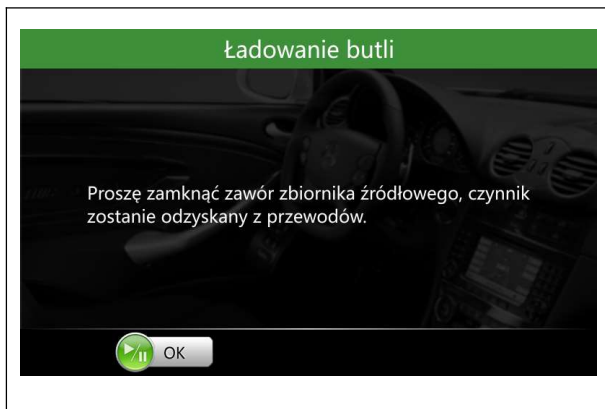 Ładowanie butli
Proszę zamknąć zawór zbiornika źródłowego, czynnik
zostanie odzyskany z przewodów.
OK